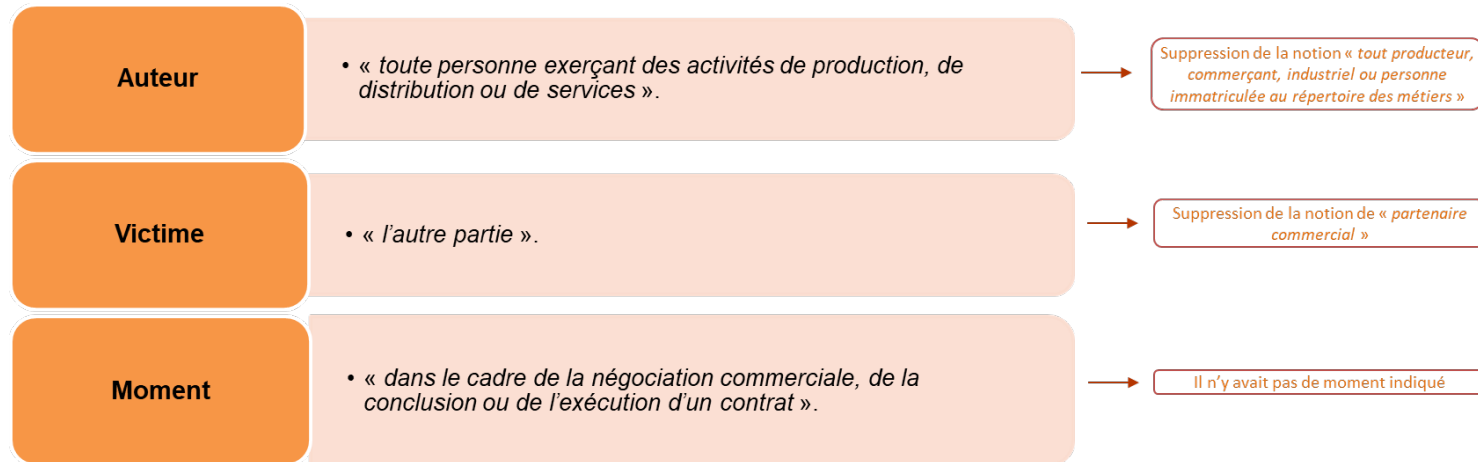 Auteur
• « toute personne exerçant des activités de production, de
distribution ou de services ».
Suppression de la notion « tout producteur,
commerçant, industriel ou personne
immatriculée au répertoire des métiers »
Victime
• « l'autre partie ».
Suppression de la notion de « partenaire
commercial »
Moment
• « dans le cadre de la négociation commerciale, de la
conclusion ou de l'exécution d'un contrat ».
Il n'y avait pas de moment indiqué